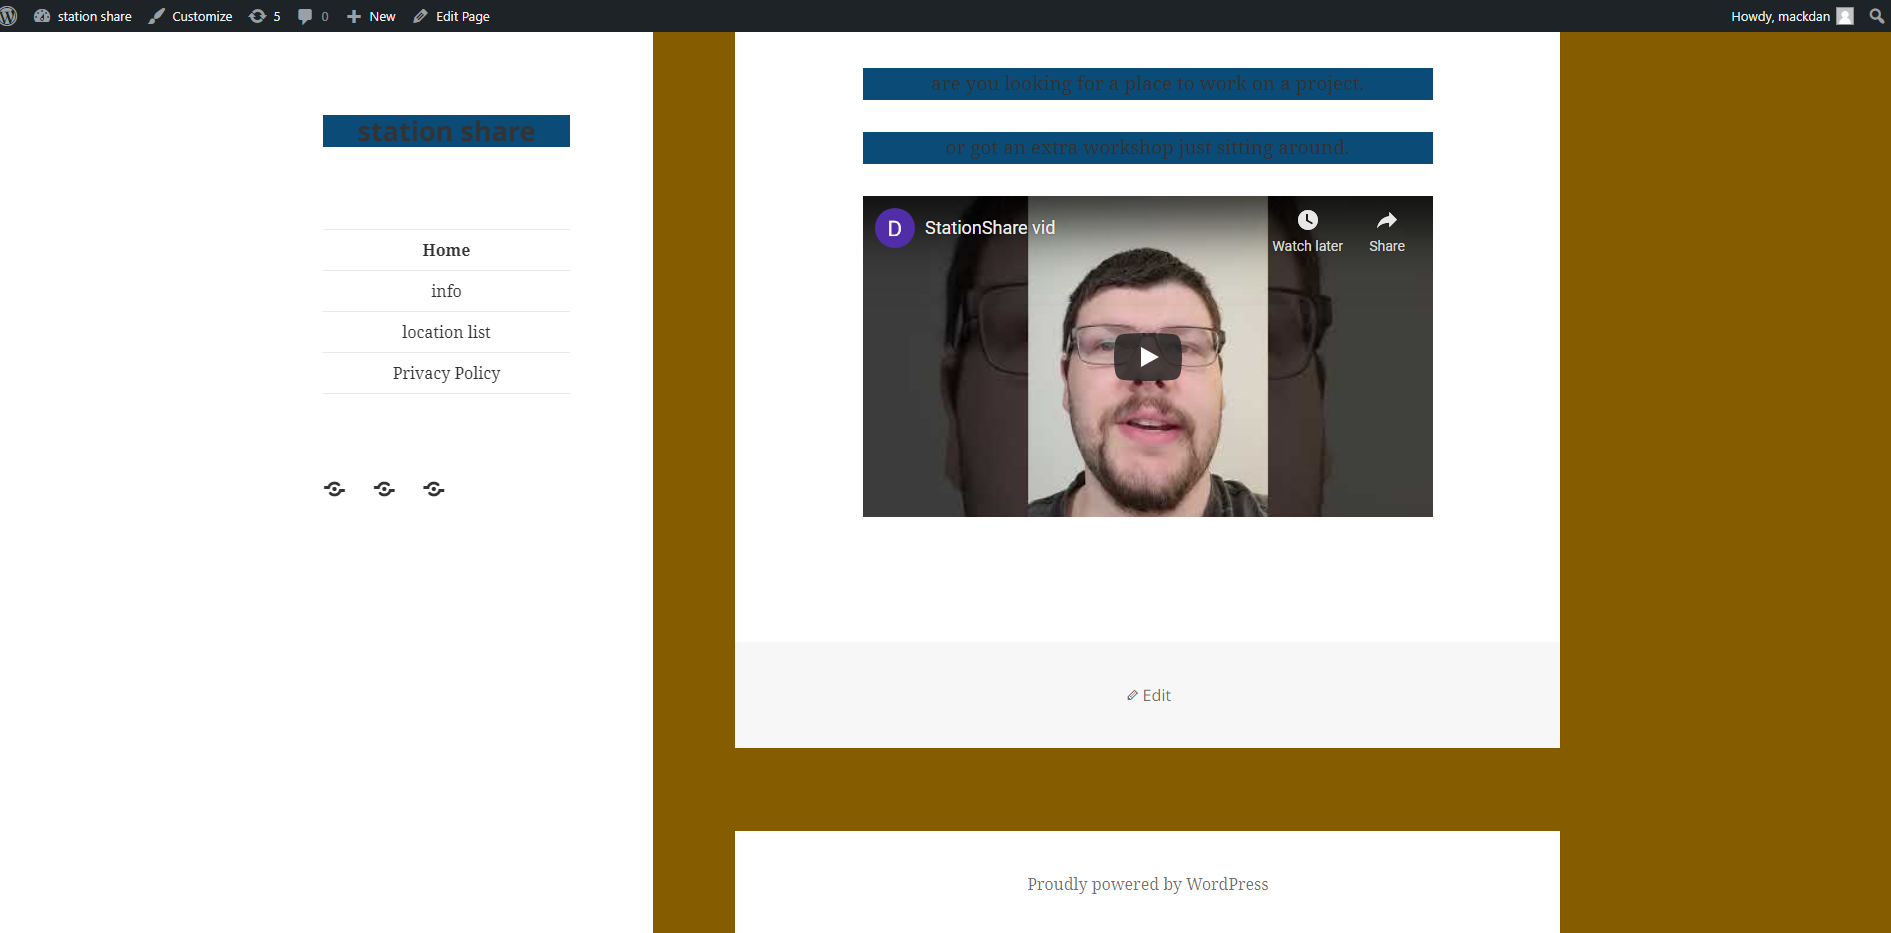 station share
Customize
5
0
New
Edit Page
Howdy, mackdan
station share
Home
info
location list
Privacy Policy
are you looking for a place to work on a project.
or got an extra workshop just sitting around.
D
StationShare vid
Watch later
Share
Edit
Proudly powered by WordPress